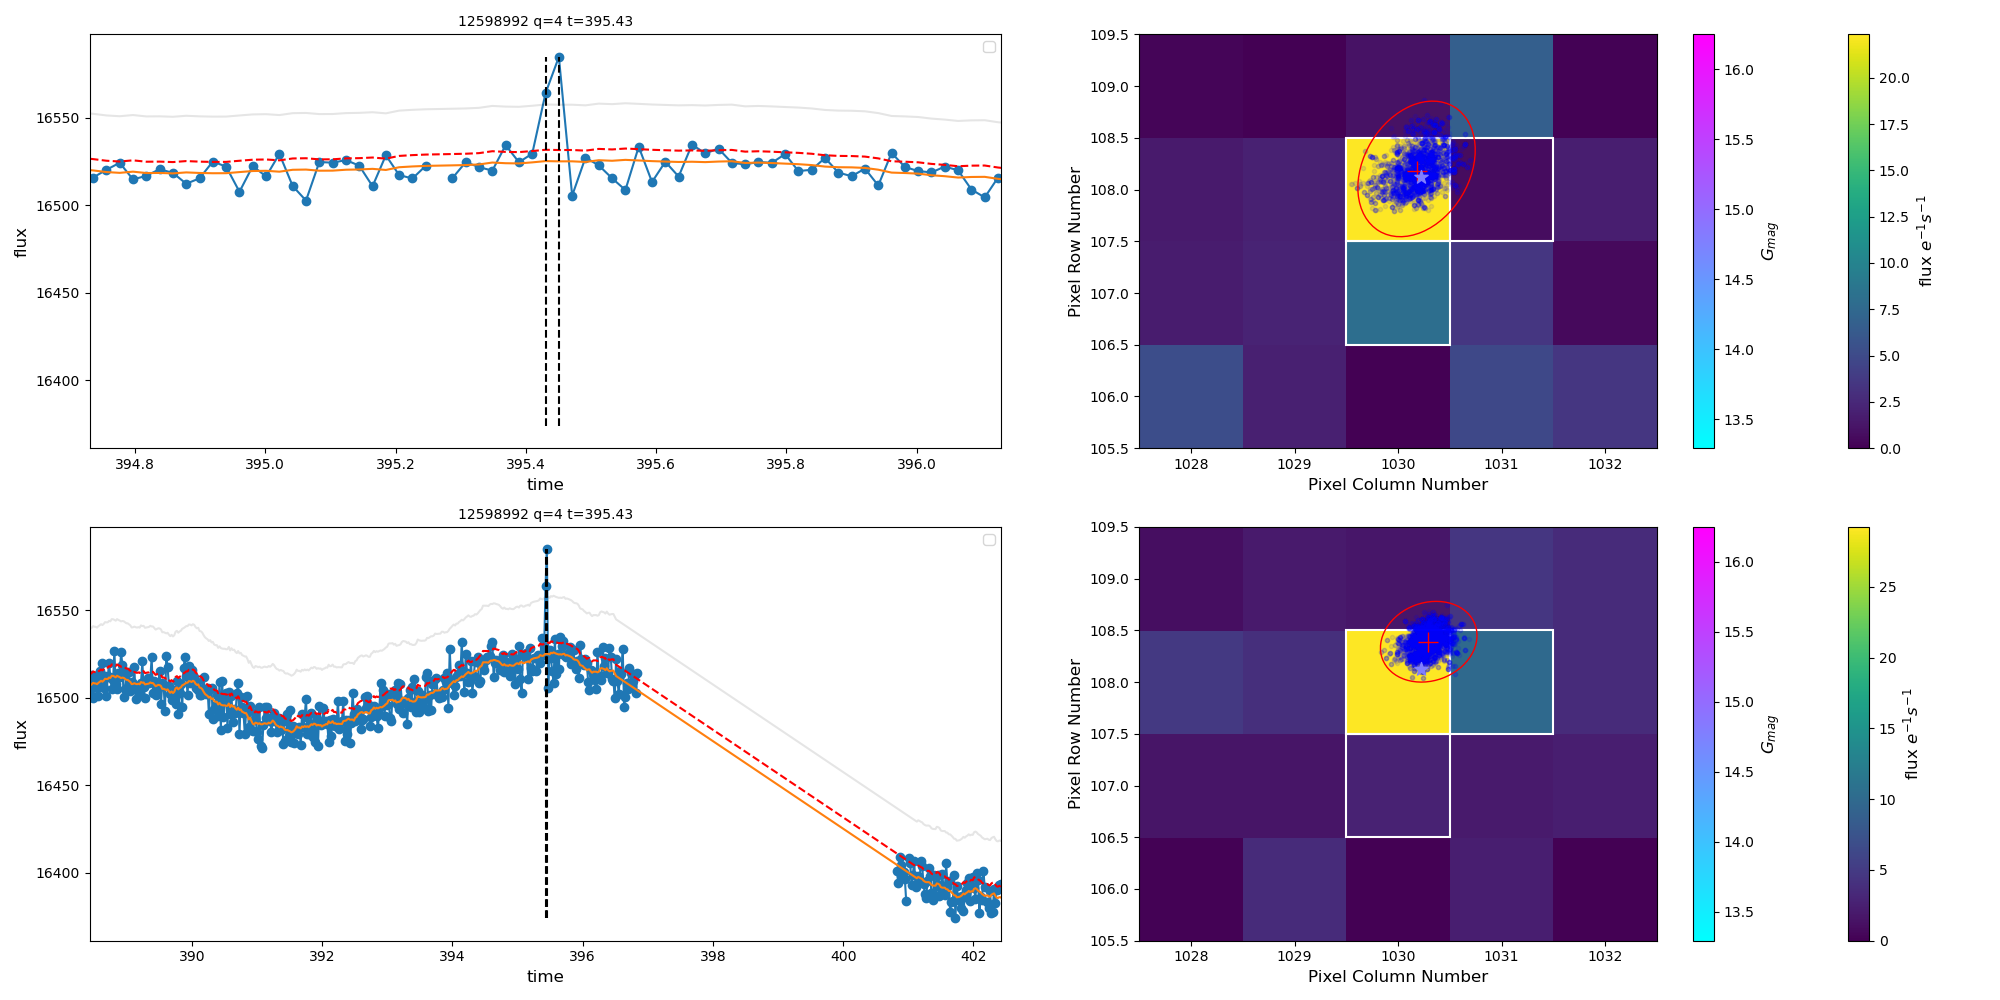 12598992 q=4 t=395.43
flux
16550
16500
16450
16400
394.8 395.0 395.2 395.4 395.6 395.8 396.0
time
109.5
109.0
108.5
108.0
107.5
107.0
106.5
106.0
105.5
Pixel Row Number
1028 1029 1030 1031 1032
Pixel Column Number
16.0
15.5
15.0
14.5
14.0
13.5
G_mag
20.0
17.5
15.0
12.5
10.0
7.5
5.0
2.5
0.0
flux e⁻¹s⁻¹
12598992 q=4 t=395.43
flux
16550
16500
16450
16400
390 392 394 396 398 400 402
time
109.5
109.0
108.5
108.0
107.5
107.0
106.5
106.0
105.5
Pixel Row Number
1028 1029 1030 1031 1032
Pixel Column Number
16.0
15.5
15.0
14.5
14.0
13.5
G_mag
25
20
15
10
5
0
flux e⁻¹s⁻¹